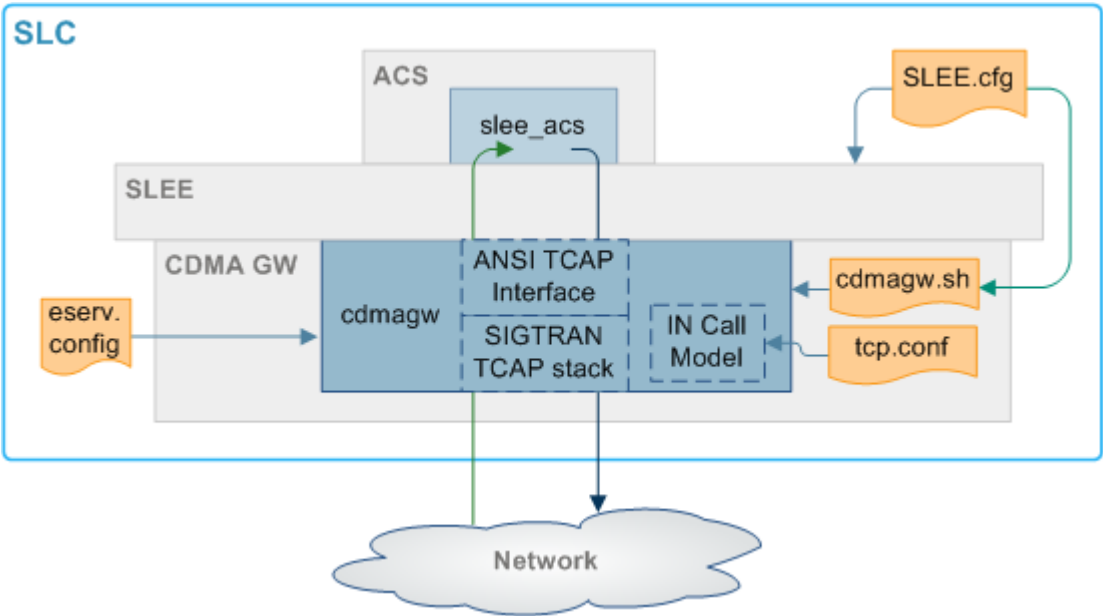 SLC
ACS
SLEE.cfg
slee_acs
SLEE
CDMA GW
ANSI TCAP
Interface
cdmagw.sh
eserv.
config
cdmagw
SIGTRAN
TCAP stack
IN Call
Model
tcp.conf
Network